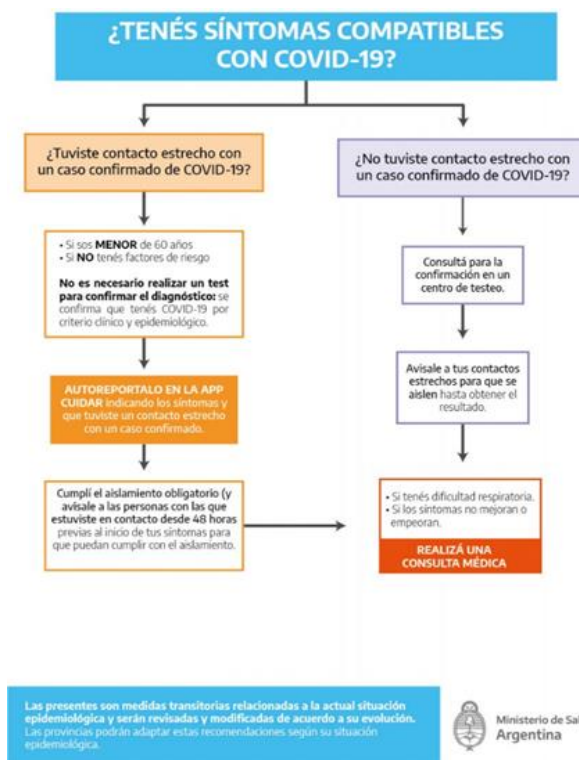 ¿TENÉS SÍNTOMAS COMPATIBLES
CON COVID-19?
¿Tuviste contacto estrecho con
un caso confirmado de COVID-19?
• Si sos MENOR de 60 años
• Si NO tenés factores de riesgo
No es necesario realizar un test
para confirmar el diagnóstico: se
confirma que tenés COVID-19 por
criterio clínico y epidemiológico.
AUTOREPORTALO EN LA APP
CUIDAR indicando los síntomas y
que tuviste un contacto estrecho
con un caso confirmado.
Cumplí el aislamiento obligatorio (y
avisale a las personas con las que
estuviste en contacto desde 48 horas
previas al inicio de tus síntomas para
que puedan cumplir con el aislamiento.
¿No tuviste contacto estrecho con
un caso confirmado de COVID-19?
Consultá para la
confirmación en un
centro de testeo.
Avisale a tus contactos
estrechos para que se
aislen hasta obtener el
resultado.
• Si tenés dificultad respiratoria.
• Si los síntomas no mejoran o
empeoran.
REALIZÁ UNA
CONSULTA MÉDICA
Las presentes son medidas transitorias relacionadas a la actual situación
epidemiológica y serán revisadas y modificadas de acuerdo a su evolución.
Las provincias podrán adaptar estas recomendaciones según su situación
epidemiológica.
Ministerio de Sal
Argentina